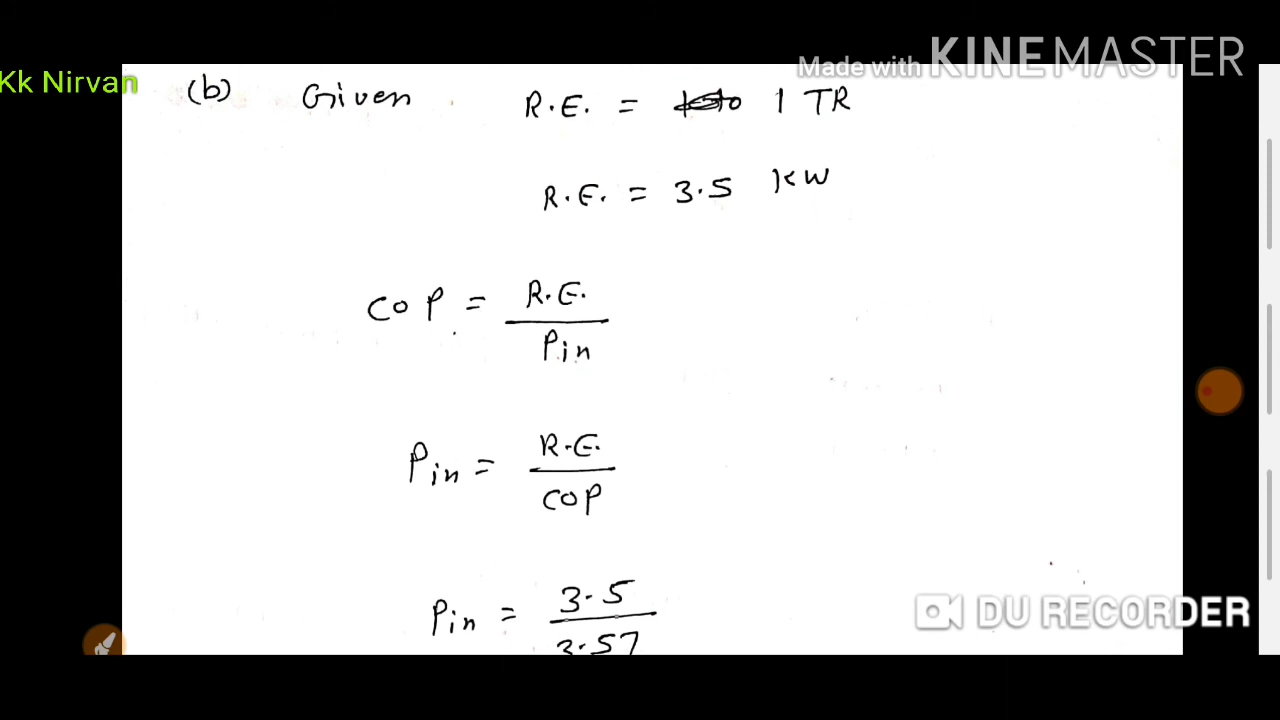 Made with KINEMASTER
Kk Nirvan
(b) Given R.E. = 1 TR
R.E. = 3.5 kW
COP = R.E.
Pin
Pin = R.E.
COP
Pin = 3.5
3.57
DU RECORDER